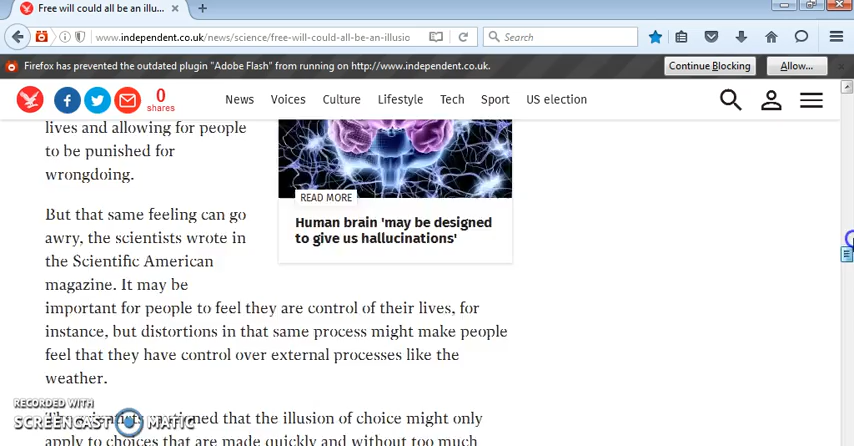 Free will could all be an illu...
www.independent.co.uk/news/science/free-will-could-all-be-an-illusio
Search
Firefox has prevented the outdated plugin "Adobe Flash" from running on http://www.independent.co.uk.
Continue Blocking
Allow...
0
shares
News
Voices
Culture
Lifestyle
Tech
Sport
US election
lives and allowing for people
to be punished for
wrongdoing.
But that same feeling can go
awry, the scientists wrote in
the Scientific American
magazine. It may be
important for people to feel they are control of their lives, for
instance, but distortions in that same process might make people
feel that they have control over external processes like the
weather.
READ MORE
Human brain 'may be designed
to give us hallucinations'
The scientists mentioned that the illusion of choice might only
apply to choices that are made quickly and without too much
RECORDED WITH
SCREENCAST MATIC